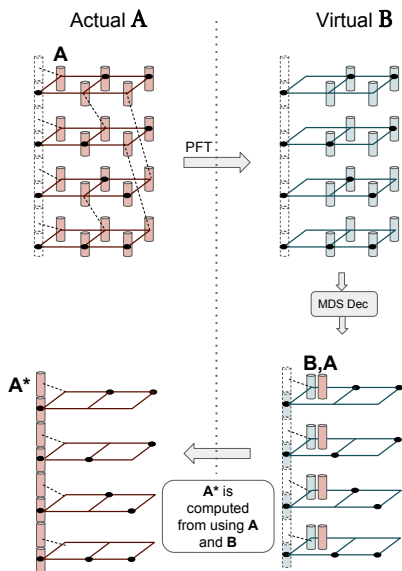 Actual A
Virtual B
A
PFT
MDS Dec
B,A
A*
A* is
computed
from using A
and B